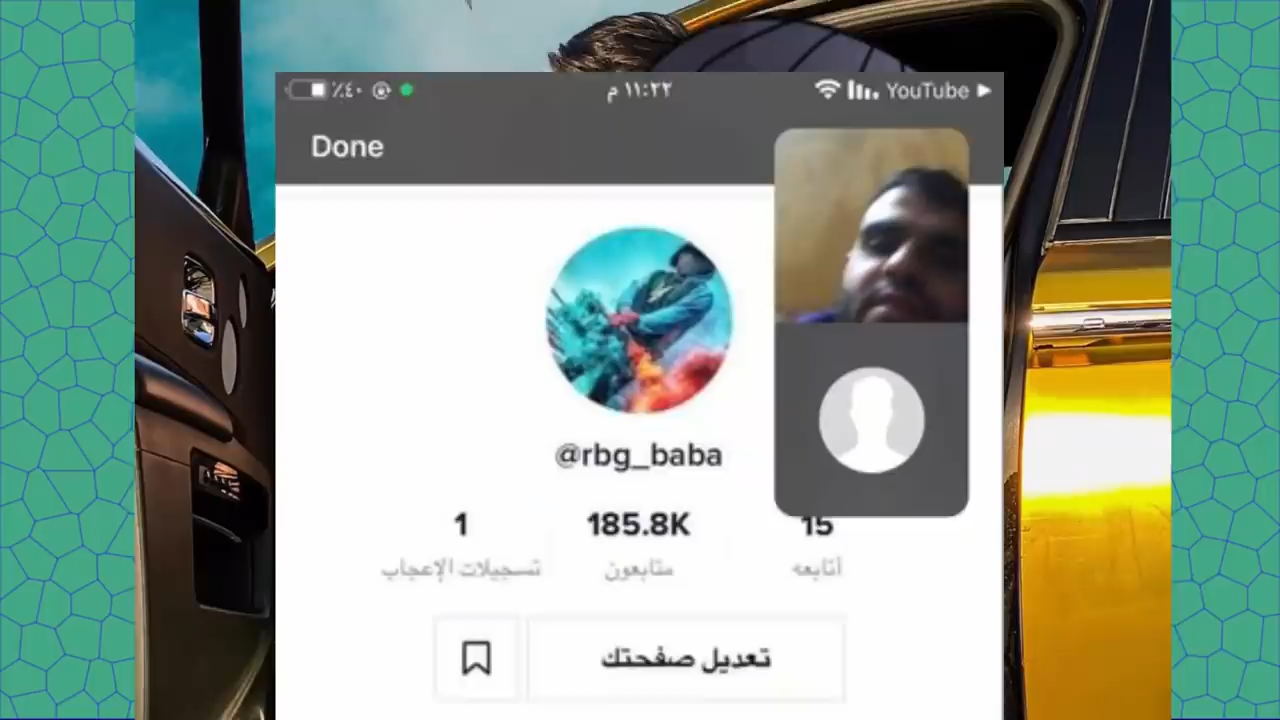 ٪٤٠ ١١:٢٢ م YouTube
Done
@rbg_baba
1 185.8K 15
تسجيلات الإعجاب متابعون أتابعه
تعديل صفحتك